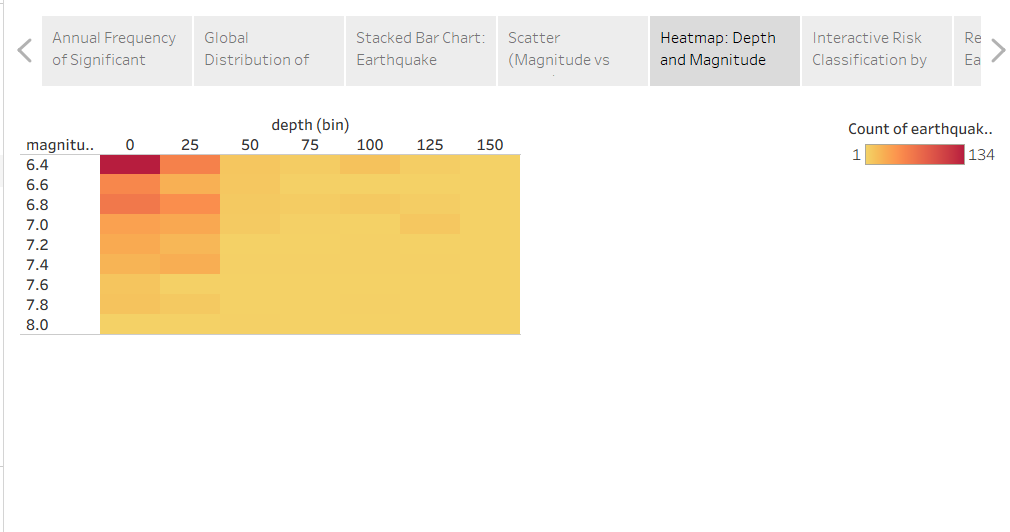 Annual Frequency
of Significant
Global
Distribution of
Stacked Bar Chart:
Earthquake
Scatter
(Magnitude vs
Heatmap: Depth
and Magnitude
Interactive Risk
Classification by
Re
Ea
depth (bin)
magnitu.. 0 25 50 75 100 125 150
6.4
6.6
6.8
7.0
7.2
7.4
7.6
7.8
8.0
Count of earthquak..
1 134